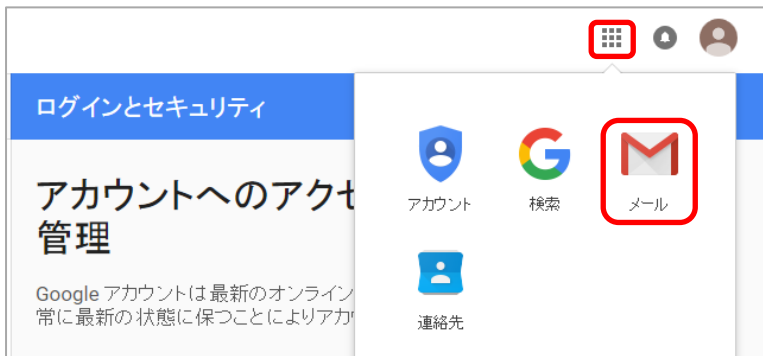 ログインとセキュリティ
アカウントへのアクセ
管理
Google アカウントは最新のオンライン
常に最新の状態に保つことによりアカ
アカウント
検索
メール
連絡先